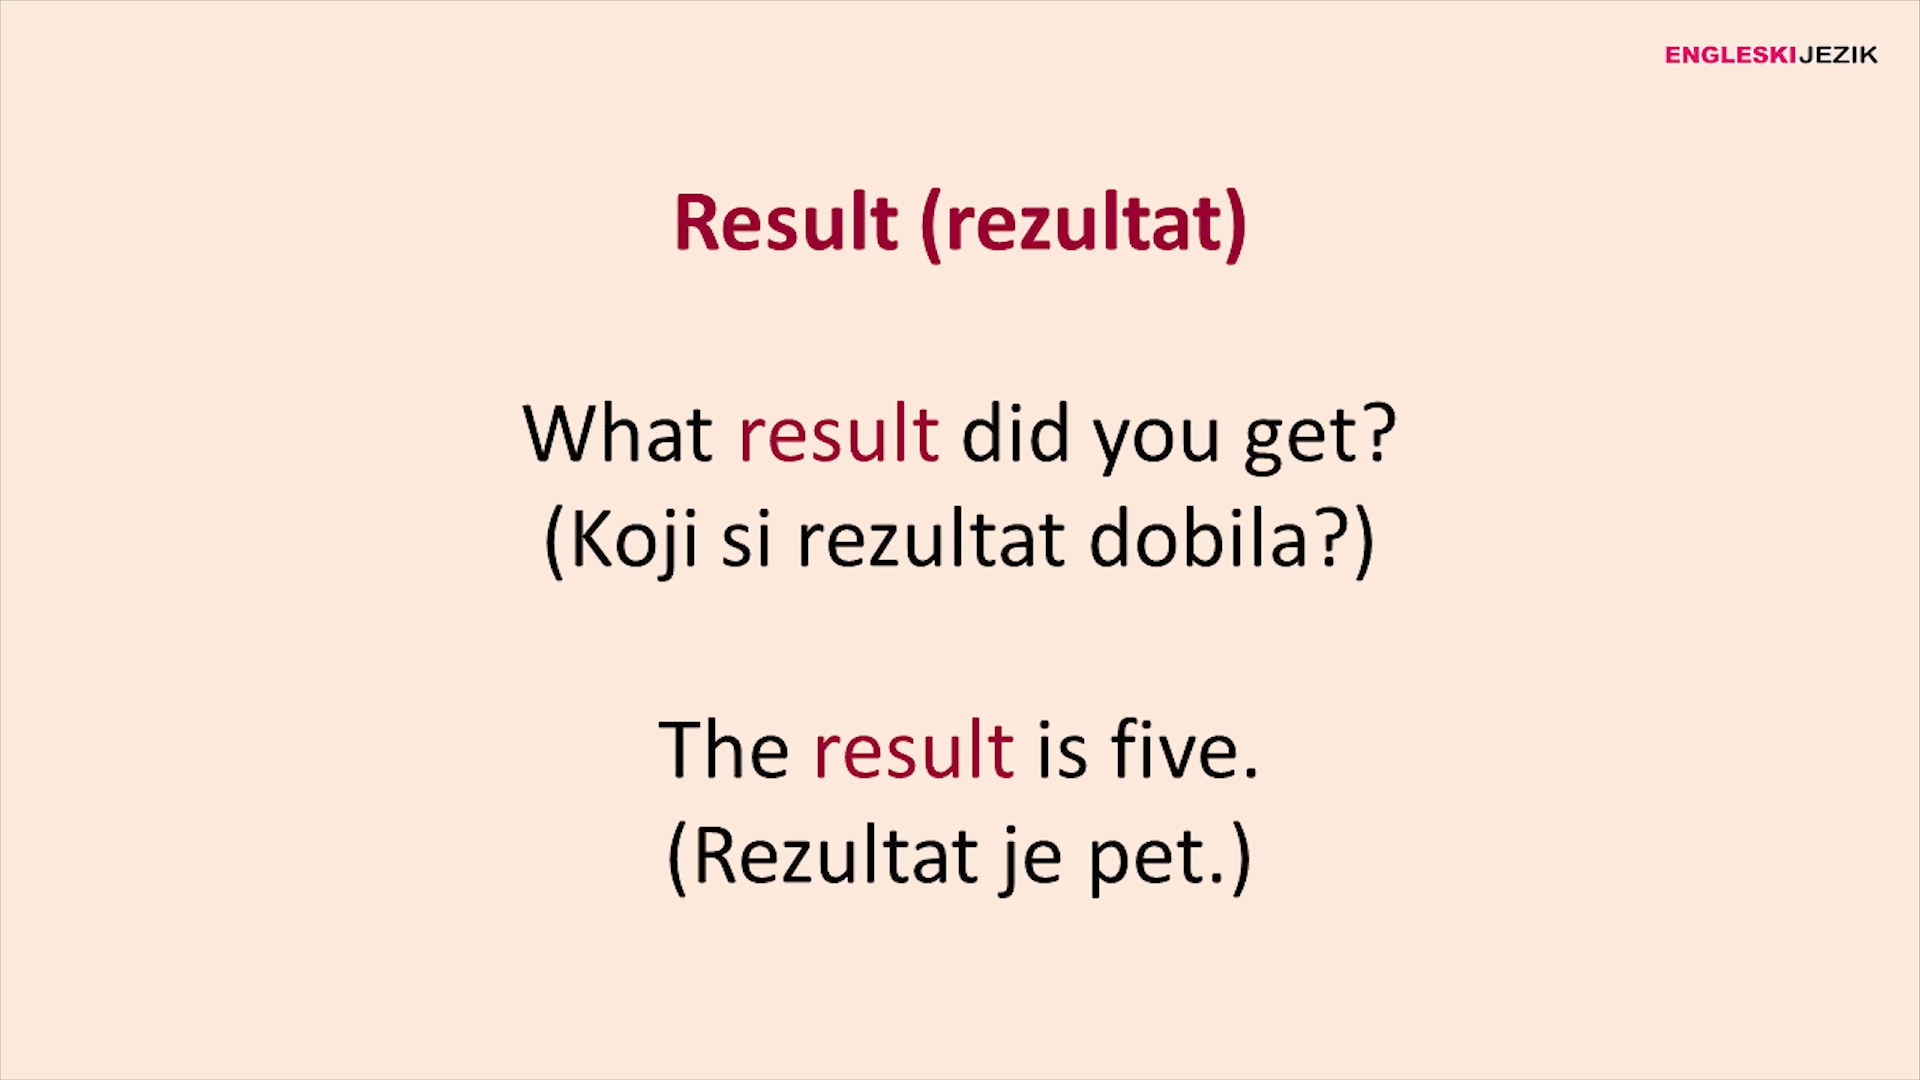 ENGLESKIJEZIK
Result (rezultat)
What result did you get?
(Koji si rezultat dobila?)
The result is five.
(Rezultat je pet.)